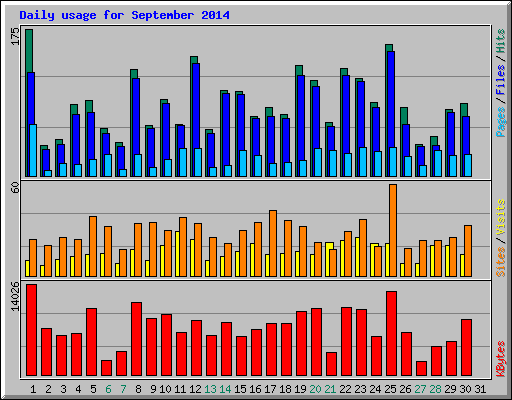 Daily usage for September 2014
175
Pages / Files / Hits
60
Sites / Visits
14026
KBytes
1 2 3 4 5 6 7 8 9 10 11 12 13 14 15 16 17 18 19 20 21 22 23 24 25 26 27 28 29 30 31